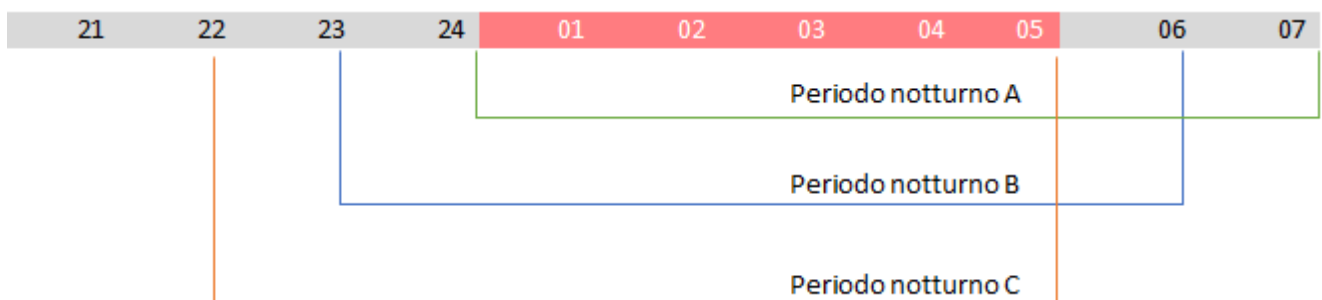 21 22 23 24 01 02 03 04 05 06 07
Periodo notturno A
Periodo notturno B
Periodo notturno C